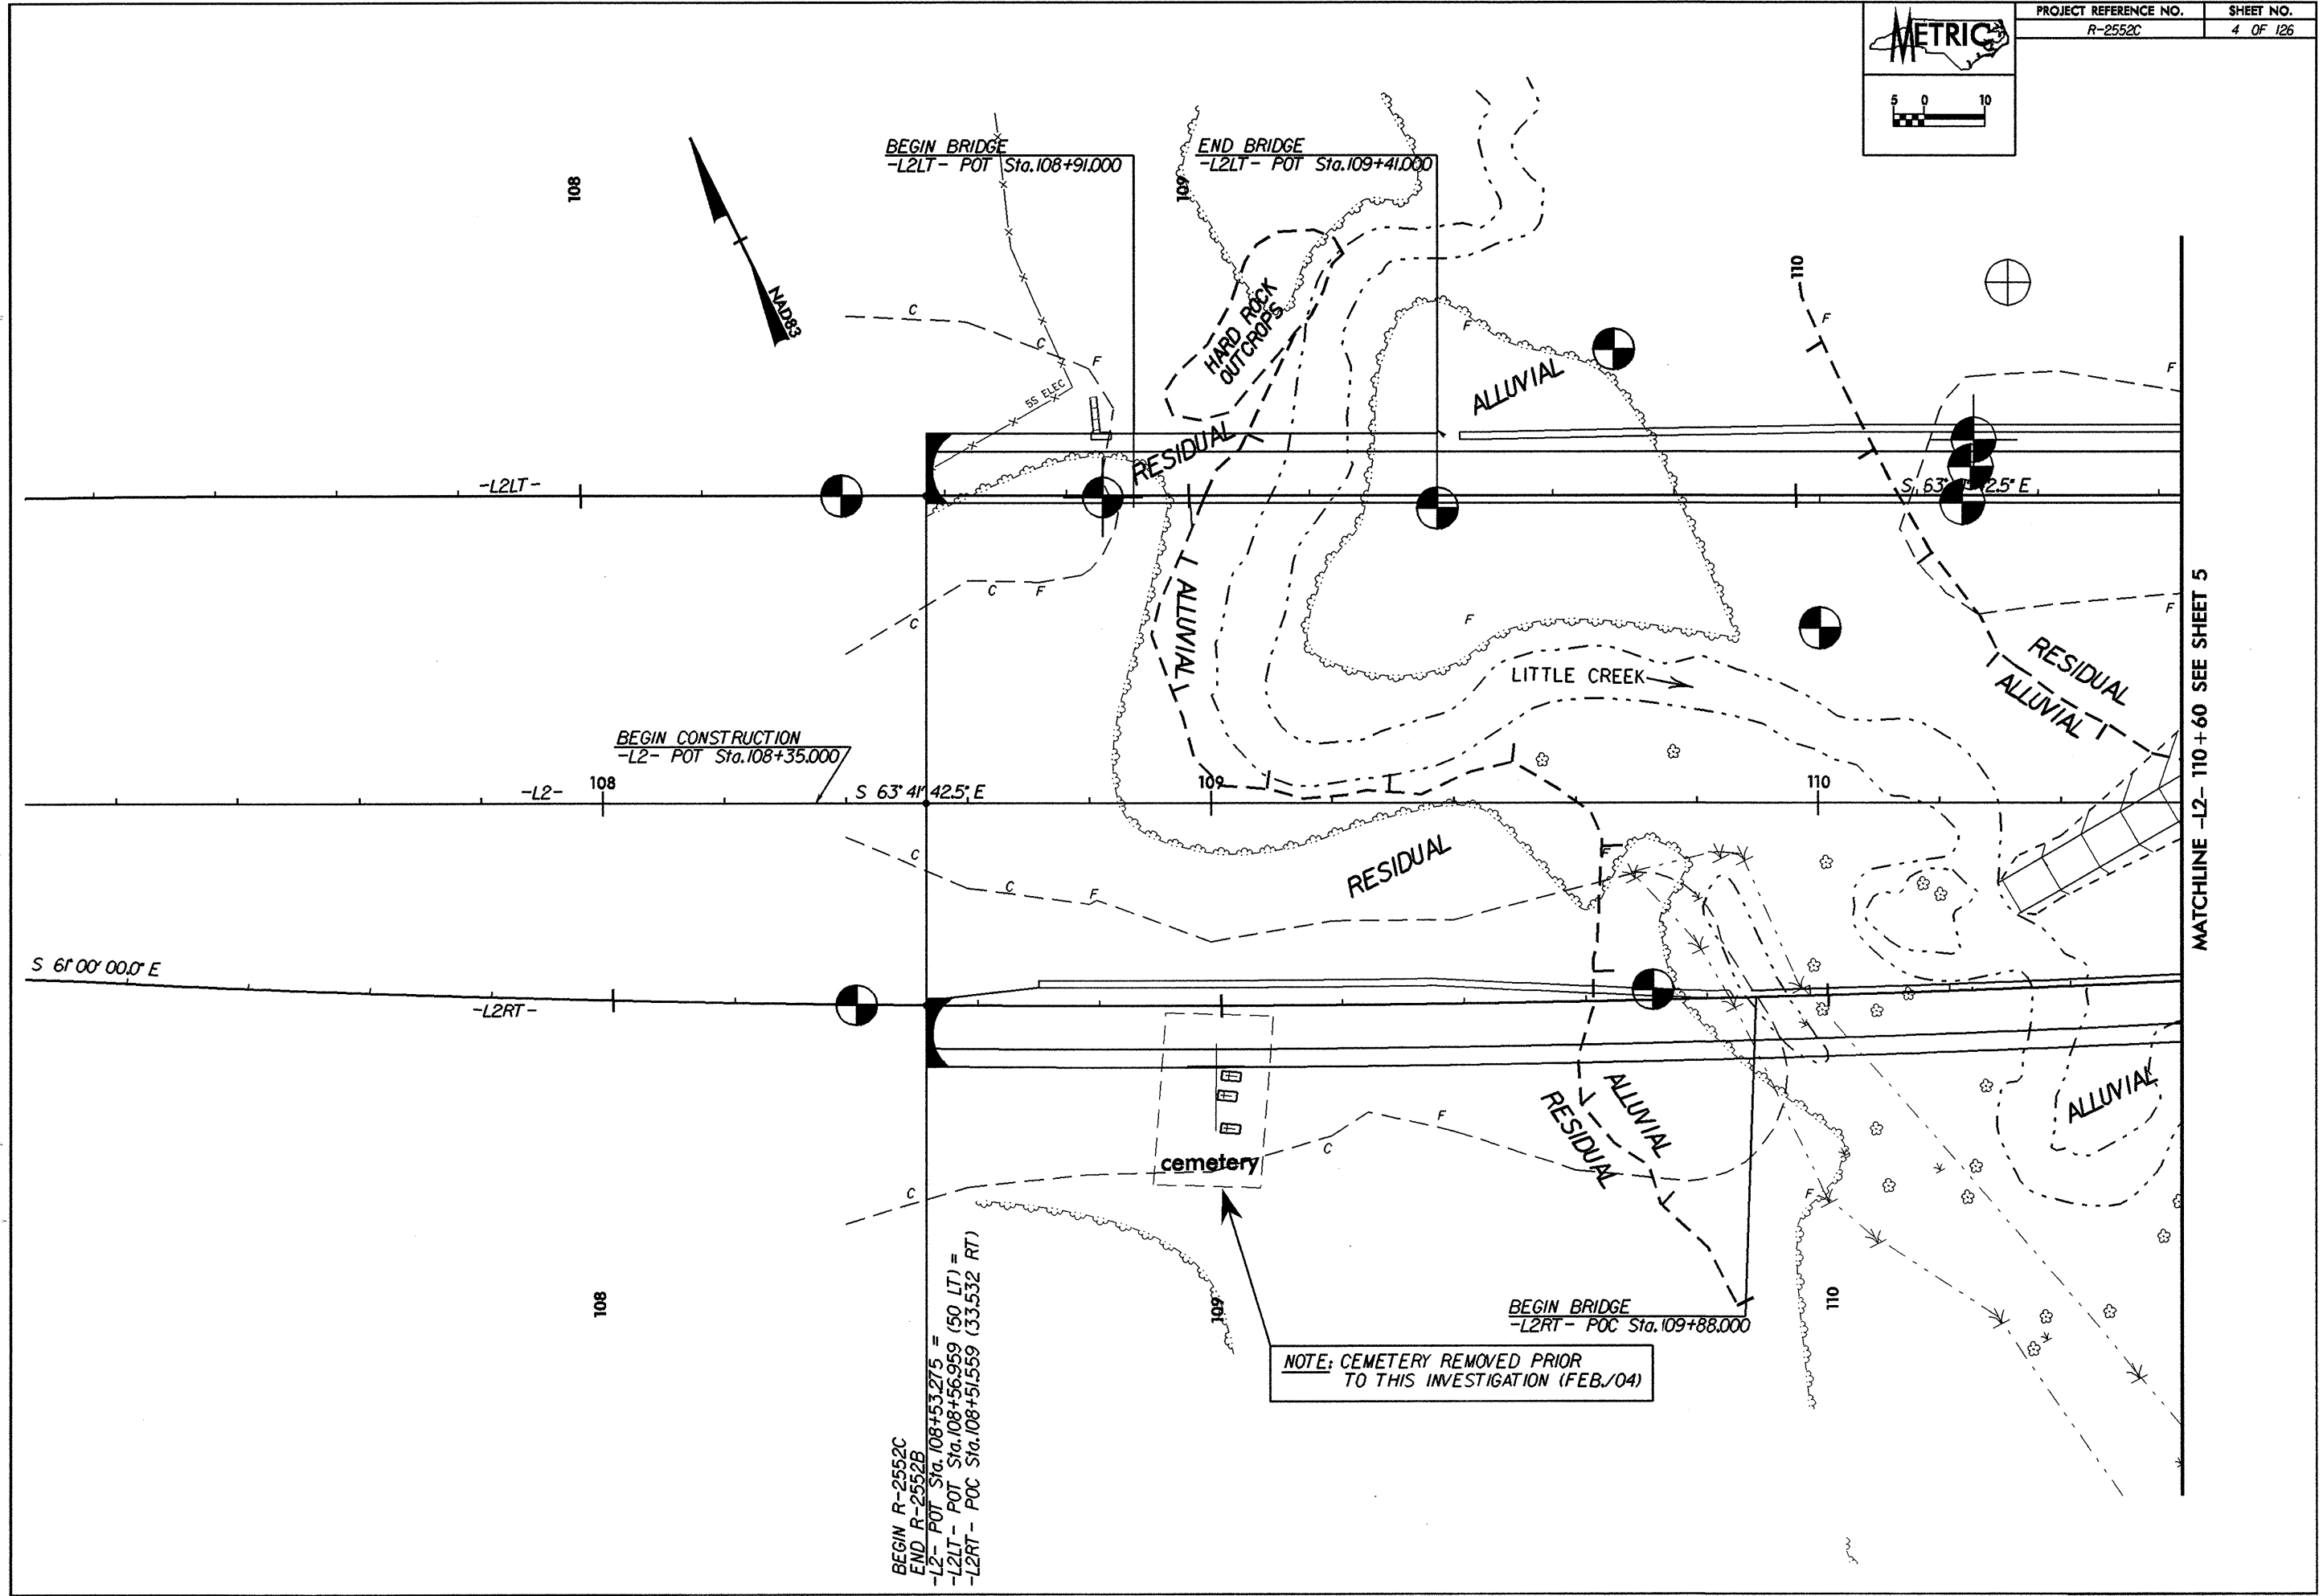 METRIC
PROJECT REFERENCE NO.
SHEET NO.
R-2552C
4 OF 126
5 0 10
BEGIN BRIDGE
-L2LT- POT Sta.108+91.000
END BRIDGE
-L2LT- POT Sta.109+41.000
108
109
110
NAD83
HARD ROCK
OUTCROPS
C
C
F
F
F
F
5S ELEC
ALLUVIAL
RESIDUAL
-L2LT-
C
F
C
ALLUVIAL
F
F
LITTLE CREEK
RESIDUAL
ALLUVIAL
MATCHLINE -L2- 110+60 SEE SHEET 5
BEGIN CONSTRUCTION
-L2- POT Sta.108+35.000
-L2-
108
S 63° 41' 42.5" E
109
110
C
C
F
RESIDUAL
F
S 61° 00' 00.0" E
-L2RT-
cemetery
C
C
F
ALLUVIAL
RESIDUAL
ALLUVIAL
F
108
109
110
BEGIN BRIDGE
-L2RT- POC Sta.109+88.000
NOTE: CEMETERY REMOVED PRIOR
TO THIS INVESTIGATION (FEB./04)
BEGIN R-2552C
END R-2552B
-L2- POT Sta. 108+53.275 =
-L2LT- POT Sta.108+56.959 (50 LT) =
-L2RT- POC Sta.108+51.559 (33.532 RT)